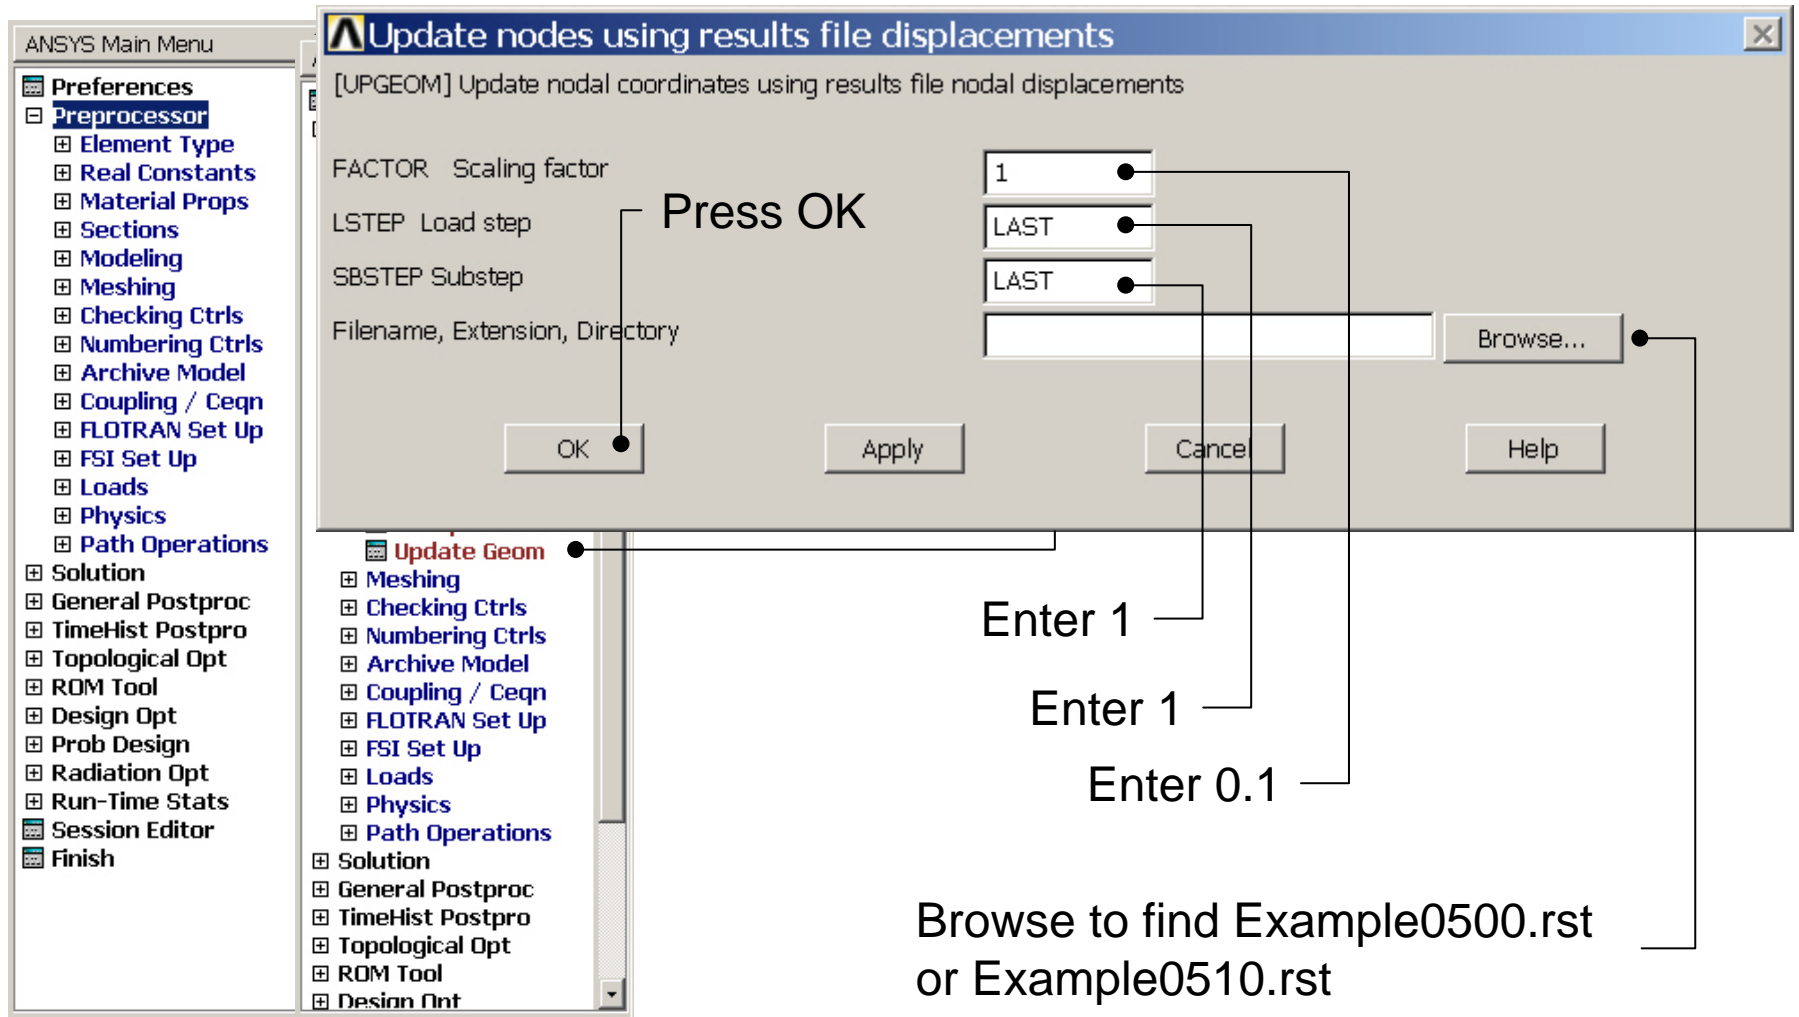 ANSYS Main Menu
Preferences
Preprocessor
Element Type
Real Constants
Material Props
Sections
Modeling
Meshing
Checking Ctrls
Numbering Ctrls
Archive Model
Coupling / Ceqn
FLOTRAN Set Up
FSI Set Up
Loads
Physics
Path Operations
Solution
General Postproc
TimeHist Postpro
Topological Opt
ROM Tool
Design Opt
Prob Design
Radiation Opt
Run-Time Stats
Session Editor
Finish
Update nodes using results file displacements
[UPGEOM] Update nodal coordinates using results file nodal displacements
FACTOR Scaling factor
1
Press OK
LSTEP Load step
LAST
SBSTEP Substep
LAST
Filename, Extension, Directory
Browse...
OK
Apply
Cancel
Help
Update Geom
Meshing
Checking Ctrls
Numbering Ctrls
Archive Model
Coupling / Ceqn
FLOTRAN Set Up
FSI Set Up
Loads
Physics
Path Operations
Solution
General Postproc
TimeHist Postpro
Topological Opt
ROM Tool
Design Opt
Enter 1
Enter 1
Enter 0.1
Browse to find Example0500.rst
or Example0510.rst